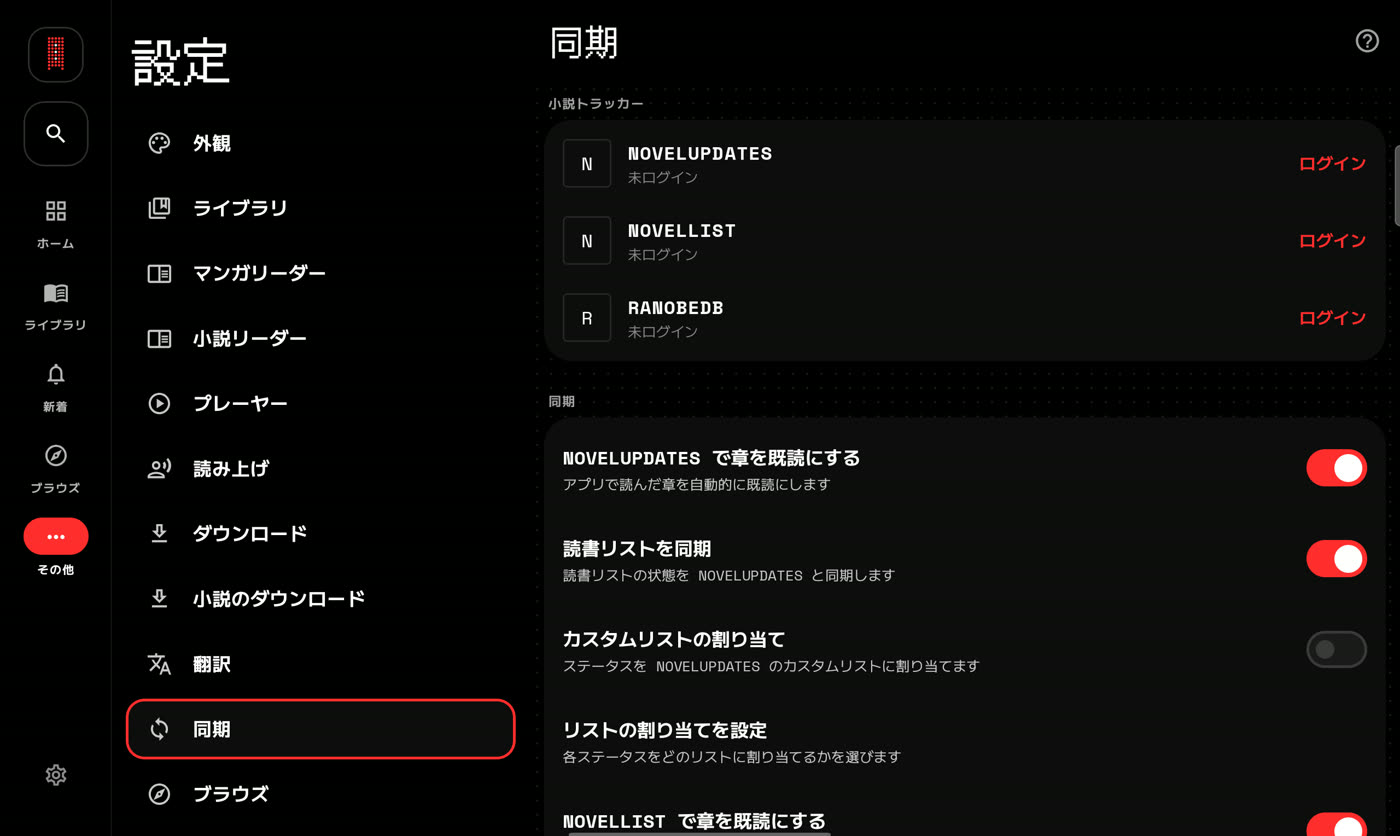 ホーム
ライブラリ
新着
ブラウズ
その他
設定
外観
ライブラリ
マンガリーダー
小説リーダー
プレーヤー
読み上げ
ダウンロード
小説のダウンロード
翻訳
同期
ブラウズ
同期
小説トラッカー
N
NOVELUPDATES
未ログイン
ログイン
N
NOVELLIST
未ログイン
ログイン
R
RANOBEDB
未ログイン
ログイン
同期
NOVELUPDATES で章を既読にする
アプリで読んだ章を自動的に既読にします
読書リストを同期
読書リストの状態を NOVELUPDATES と同期します
カスタムリストの割り当て
ステータスを NOVELUPDATES のカスタムリストに割り当てます
リストの割り当てを設定
各ステータスをどのリストに割り当てるかを選びます
NOVELLIST で章を既読にする